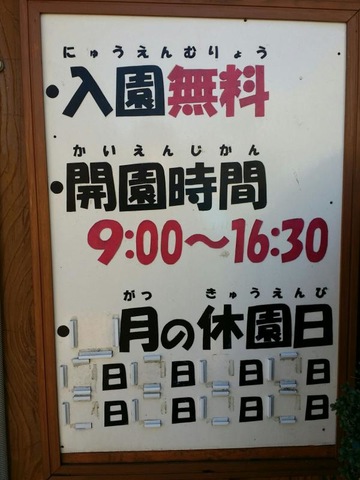 にゅうえんむりょう
・入園無料
かいえんじかん
・開園時間
9:00～16:30
がつ きゅうえんび
・月の休園日
日 日 日 日
日 日 日 日